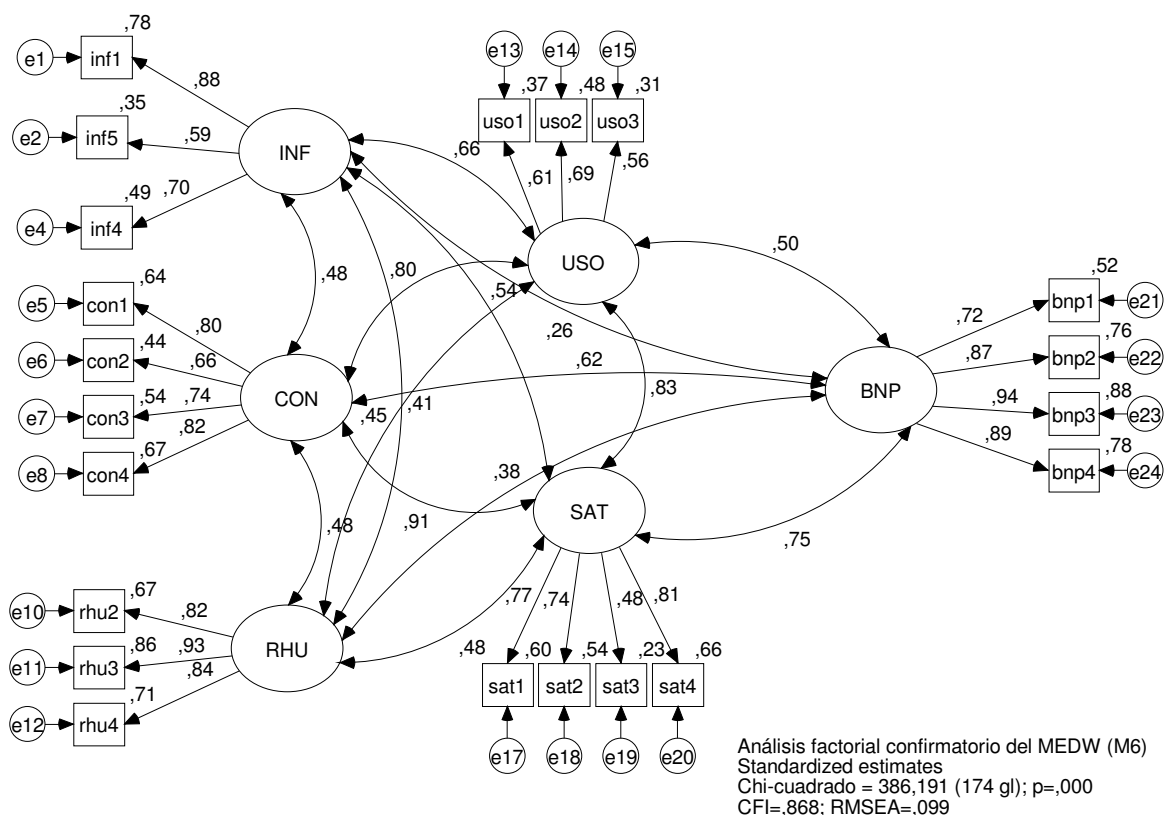 ,78
e1
inf1
,88
,35
e2
inf5
,59
,49
,70
e4
inf4
INF
e13
e14
e15
,37
,48
,31
uso1
uso2
uso3
,66
,61
,69
,56
USO
,50
,64
e5
con1
,80
,44
e6
con2
,66
,54
,74
e7
con3
,82
,67
e8
con4
CON
,48
,80
,54
,26
,62
,83
,45
,41
,38
,48
,91
,75
BNP
,52
,72
bnp1
e21
,76
,87
bnp2
e22
,88
,94
bnp3
e23
,78
,89
bnp4
e24
SAT
,67
e10
rhu2
,82
,86
,93
e11
rhu3
,84
,71
e12
rhu4
RHU
,77
,74
,48
,81
,48
,60
,54
,23
,66
sat1
sat2
sat3
sat4
e17
e18
e19
e20
Análisis factorial confirmatorio del MEDW (M6)
Standardized estimates
Chi-cuadrado = 386,191 (174 gl); p=,000
CFI=,868; RMSEA=,099